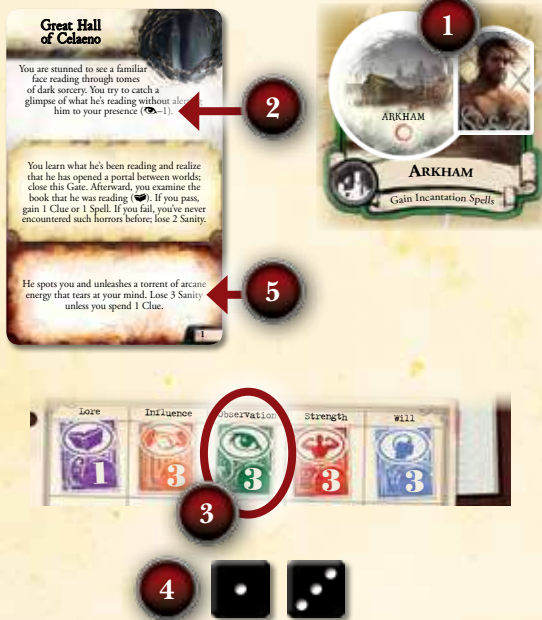 Great Hall
of Celaeno
You are stunned to see a familiar
face reading through tomes
of dark sorcery. You try to catch a
glimpse of what he's reading without
him to your presence ( –1).
You learn what he's been reading and realize
that he has opened a portal between worlds;
close this Gate. Afterward, you examine the
book that he was reading ( ). If you pass,
gain 1 Clue or 1 Spell. If you fail, you've never
encountered such horrors before; lose 2 Sanity.
He spots you and unleashes a torrent of arcane
energy that tears at your mind. Lose 3 Sanity
unless you spend 1 Clue.
1
2
5
1
ARKHAM
ARKHAM
Gain Incantation Spells
Lore Influence Observation Strength Will
1 3 3 3 3
3
4